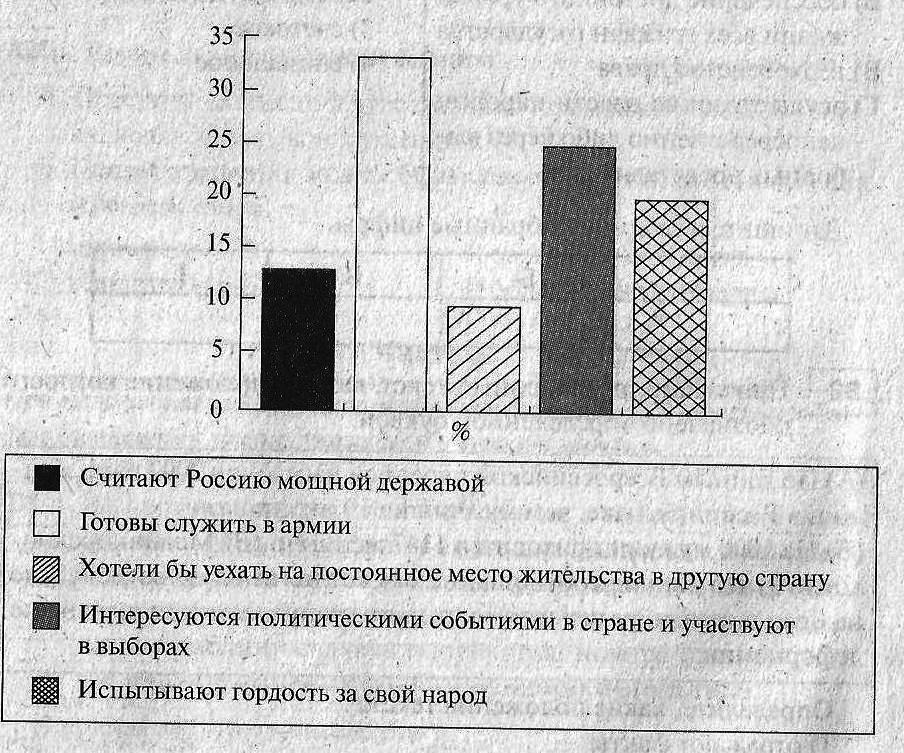 35
30
25
20
15
10
5
0
%
Считают Россию мощной державой
Готовы служить в армии
Хотели бы уехать на постоянное место жительства в другую страну
Интересуются политическими событиями в стране и участвуют
в выборах
Испытывают гордость за свой народ